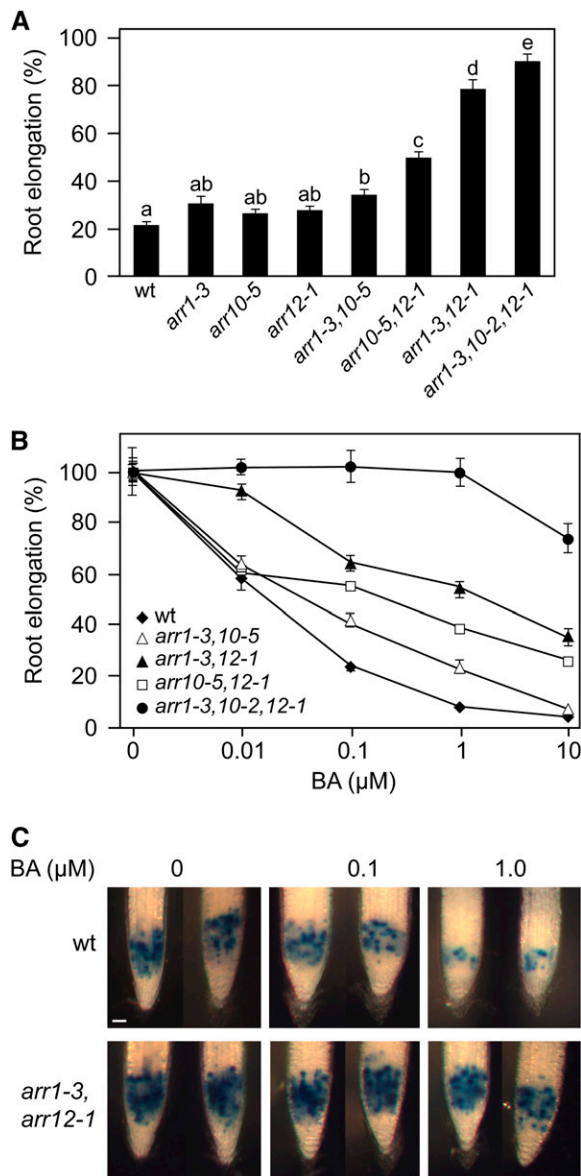 A
Root elongation (%)
100
80
60
40
20
0
a
ab
ab
ab
b
c
d
e
wt
arr1-3
arr10-5
arr12-1
arr1-3,10-5
arr10-5,12-1
arr1-3,12-1
arr1-3,10-2,12-1
B
Root elongation (%)
100
80
60
40
20
0
wt
arr1-3,10-5
arr1-3,12-1
arr10-5,12-1
arr1-3,10-2,12-1
0
0.01
0.1
1
10
BA (µM)
C
BA (µM)
0
0.1
1.0
wt
arr1-3,
arr12-1